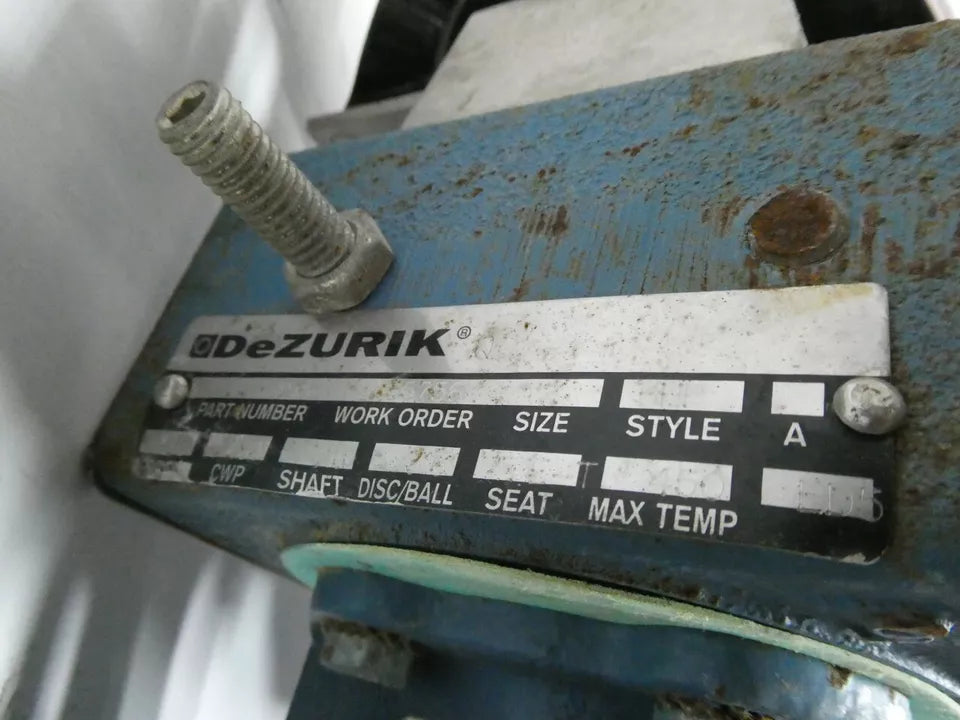 DeZURIK®
PART NUMBER WORK ORDER SIZE STYLE A
CWP SHAFT DISC/BALL SEAT T MAX TEMP